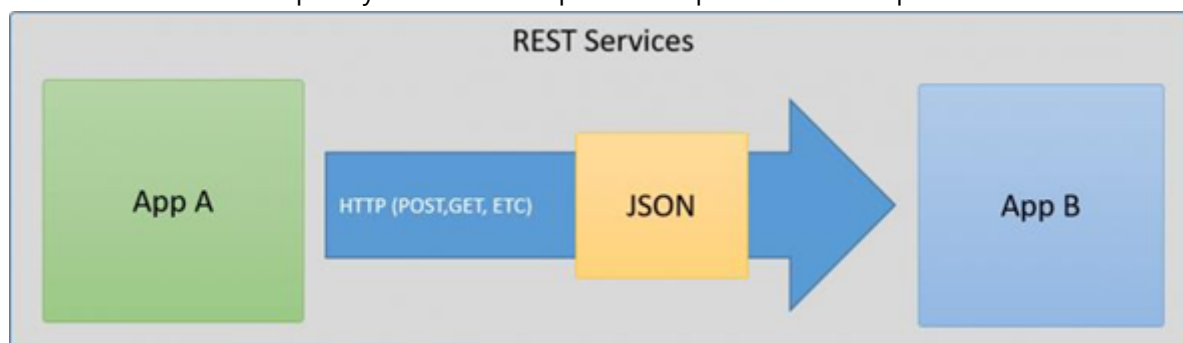 REST Services
App A
HTTP (POST,GET, ETC)
JSON
App B